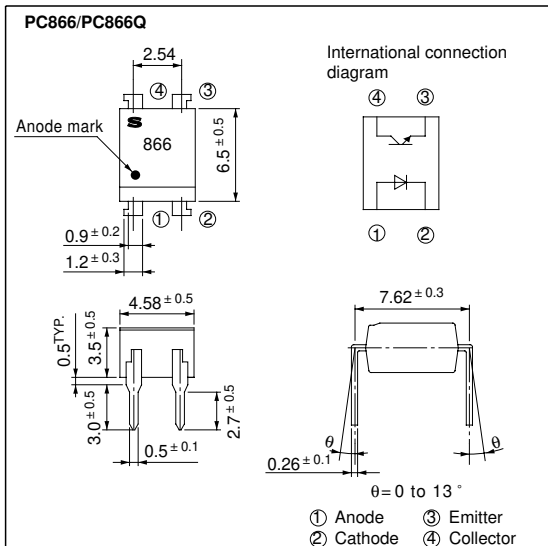 PC866/PC866Q
2.54
④ ③
Anode mark
866
6.5 ± 0.5
① ②
0.9 ± 0.2
1.2 ± 0.3
International connection
diagram
④ ③
① ②
4.58 ± 0.5
0.5 TYP.
3.5 ± 0.5
3.0 ± 0.5
2.7 ± 0.5
0.5 ± 0.1
7.62 ± 0.3
θ θ
0.26 ± 0.1
θ = 0 to 13 °
① Anode ③ Emitter
② Cathode ④ Collector